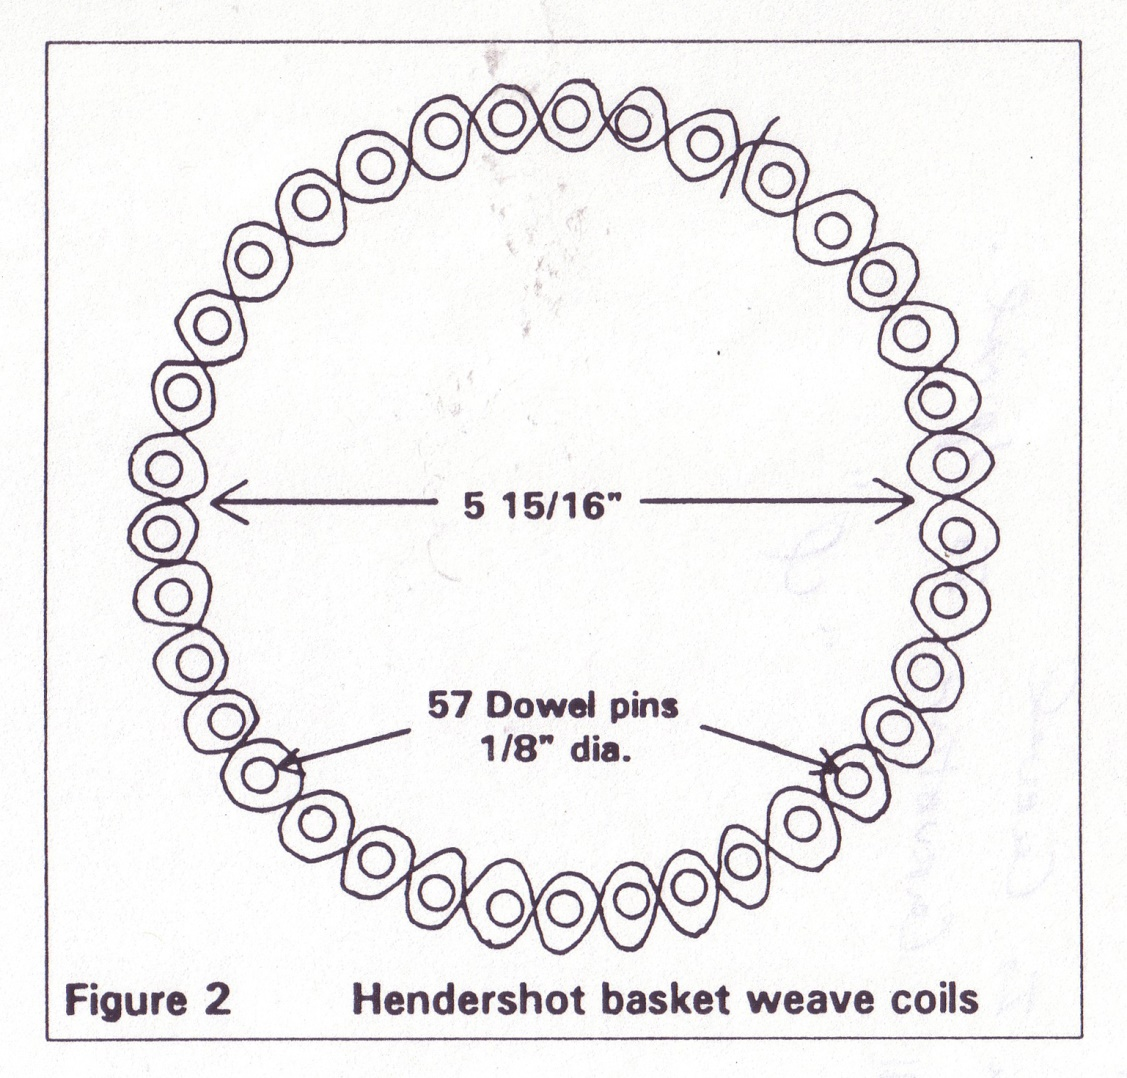 5 15/16"
57 Dowel pins
1/8" dia.
Figure 2 Hendershot basket weave coils